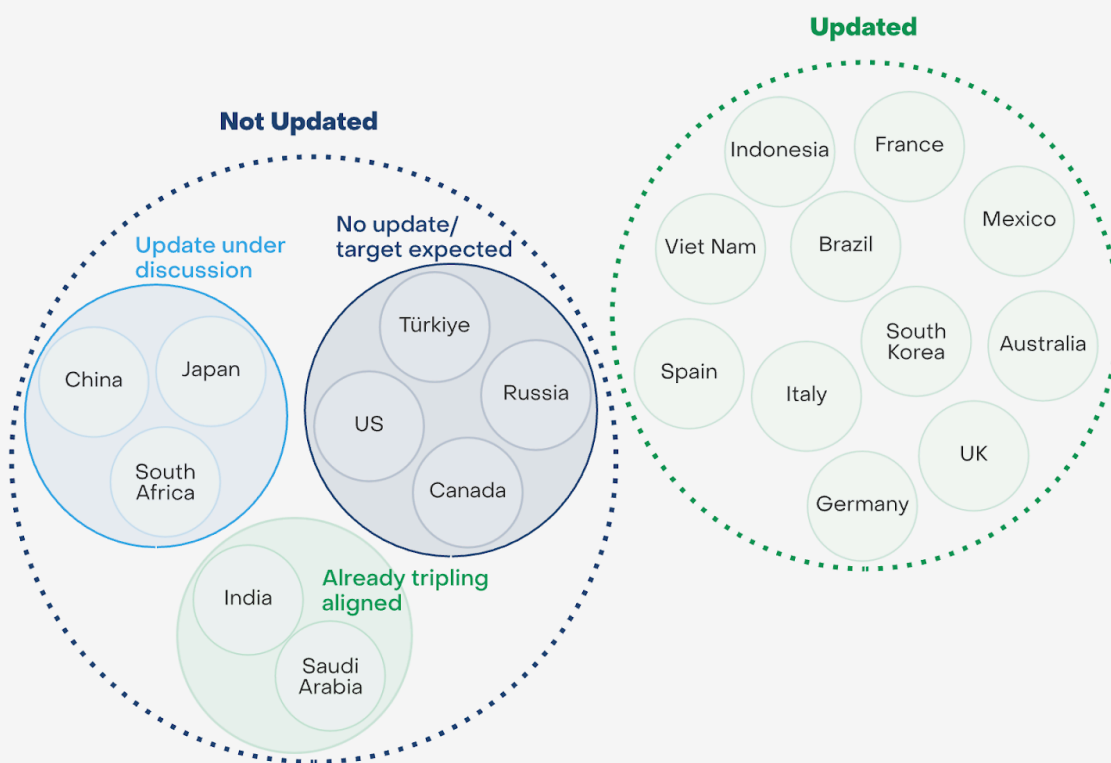 Updated
Indonesia
France
Mexico
Viet Nam
Brazil
South
Korea
Australia
Spain
Italy
UK
Germany
Not Updated
Update under
discussion
China
Japan
South
Africa
No update/
target expected
Türkiye
Russia
US
Canada
Already tripling
aligned
India
Saudi
Arabia